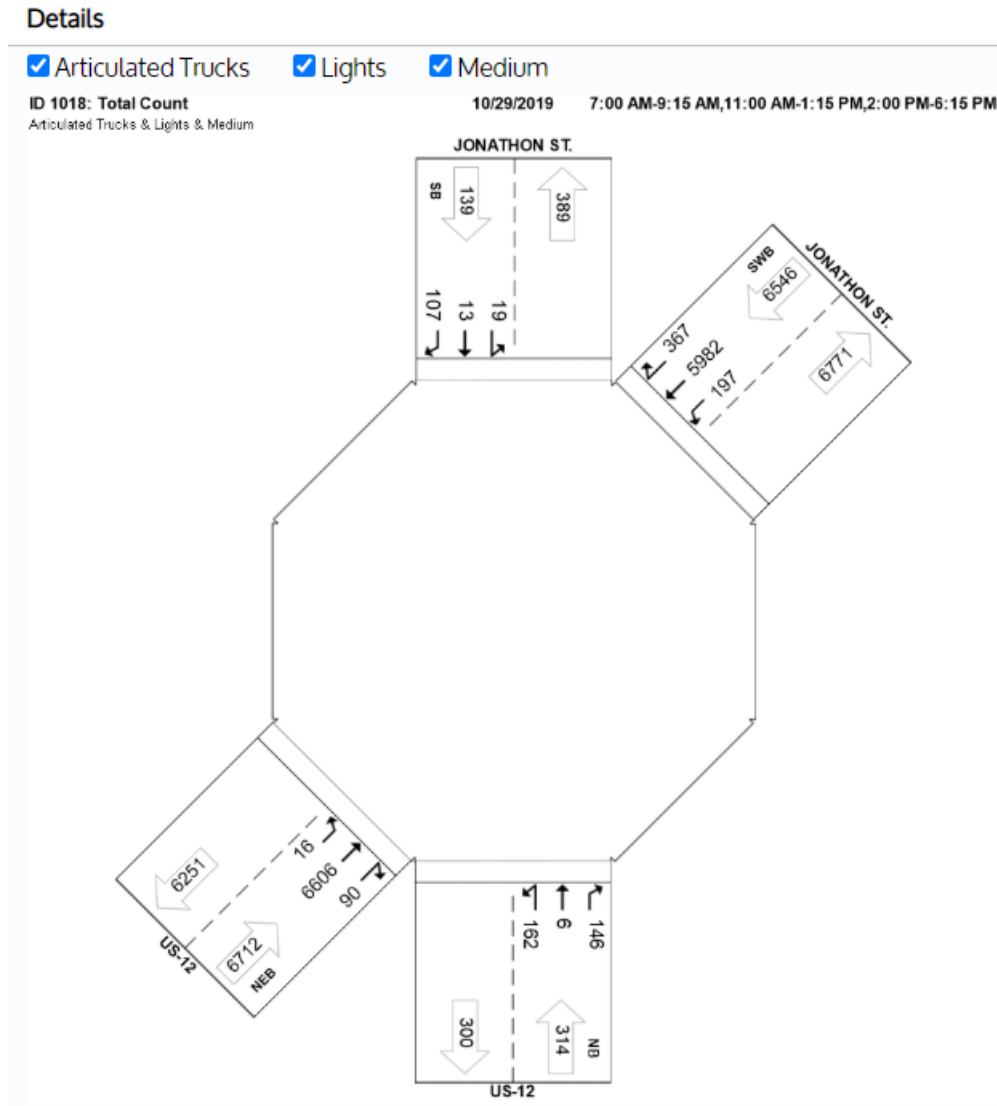 Details
Articulated Trucks Lights Medium
ID 1018: Total Count 10/29/2019 7:00 AM-9:15 AM,11:00 AM-1:15 PM,2:00 PM-6:15 PM
Articulated Trucks & Lights & Medium
JONATHON ST.
SB
139
389
107
13
19
JONATHON ST.
SWB
6546
6771
367
5982
197
16
6606
90
6251
6712
US-12
NEB
162
6
146
300
314
NB
US-12